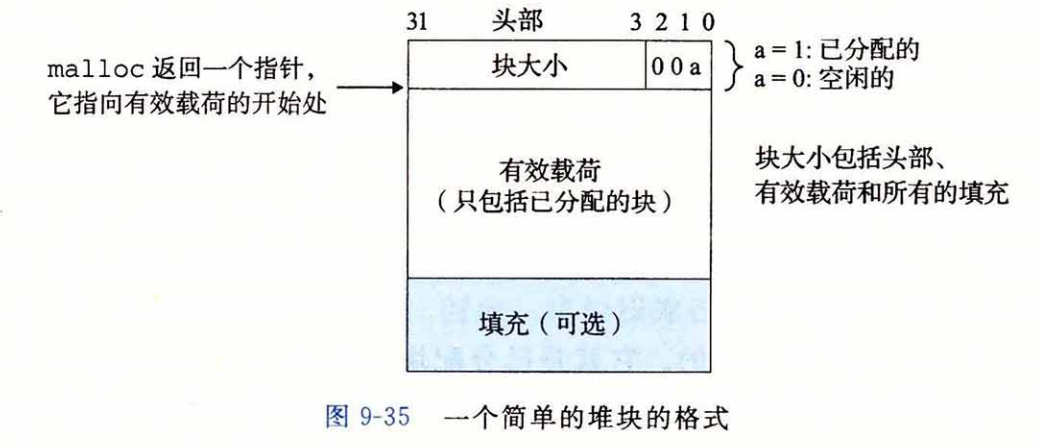 31 头部 3 2 1 0
块大小 0 0 a
a = 1: 已分配的
a = 0: 空闲的
malloc 返回一个指针，
它指向有效载荷的开始处
有效载荷
（只包括已分配的块）
块大小包括头部、
有效载荷和所有的填充
填充（可选）
图 9-35 一个简单的堆块的格式